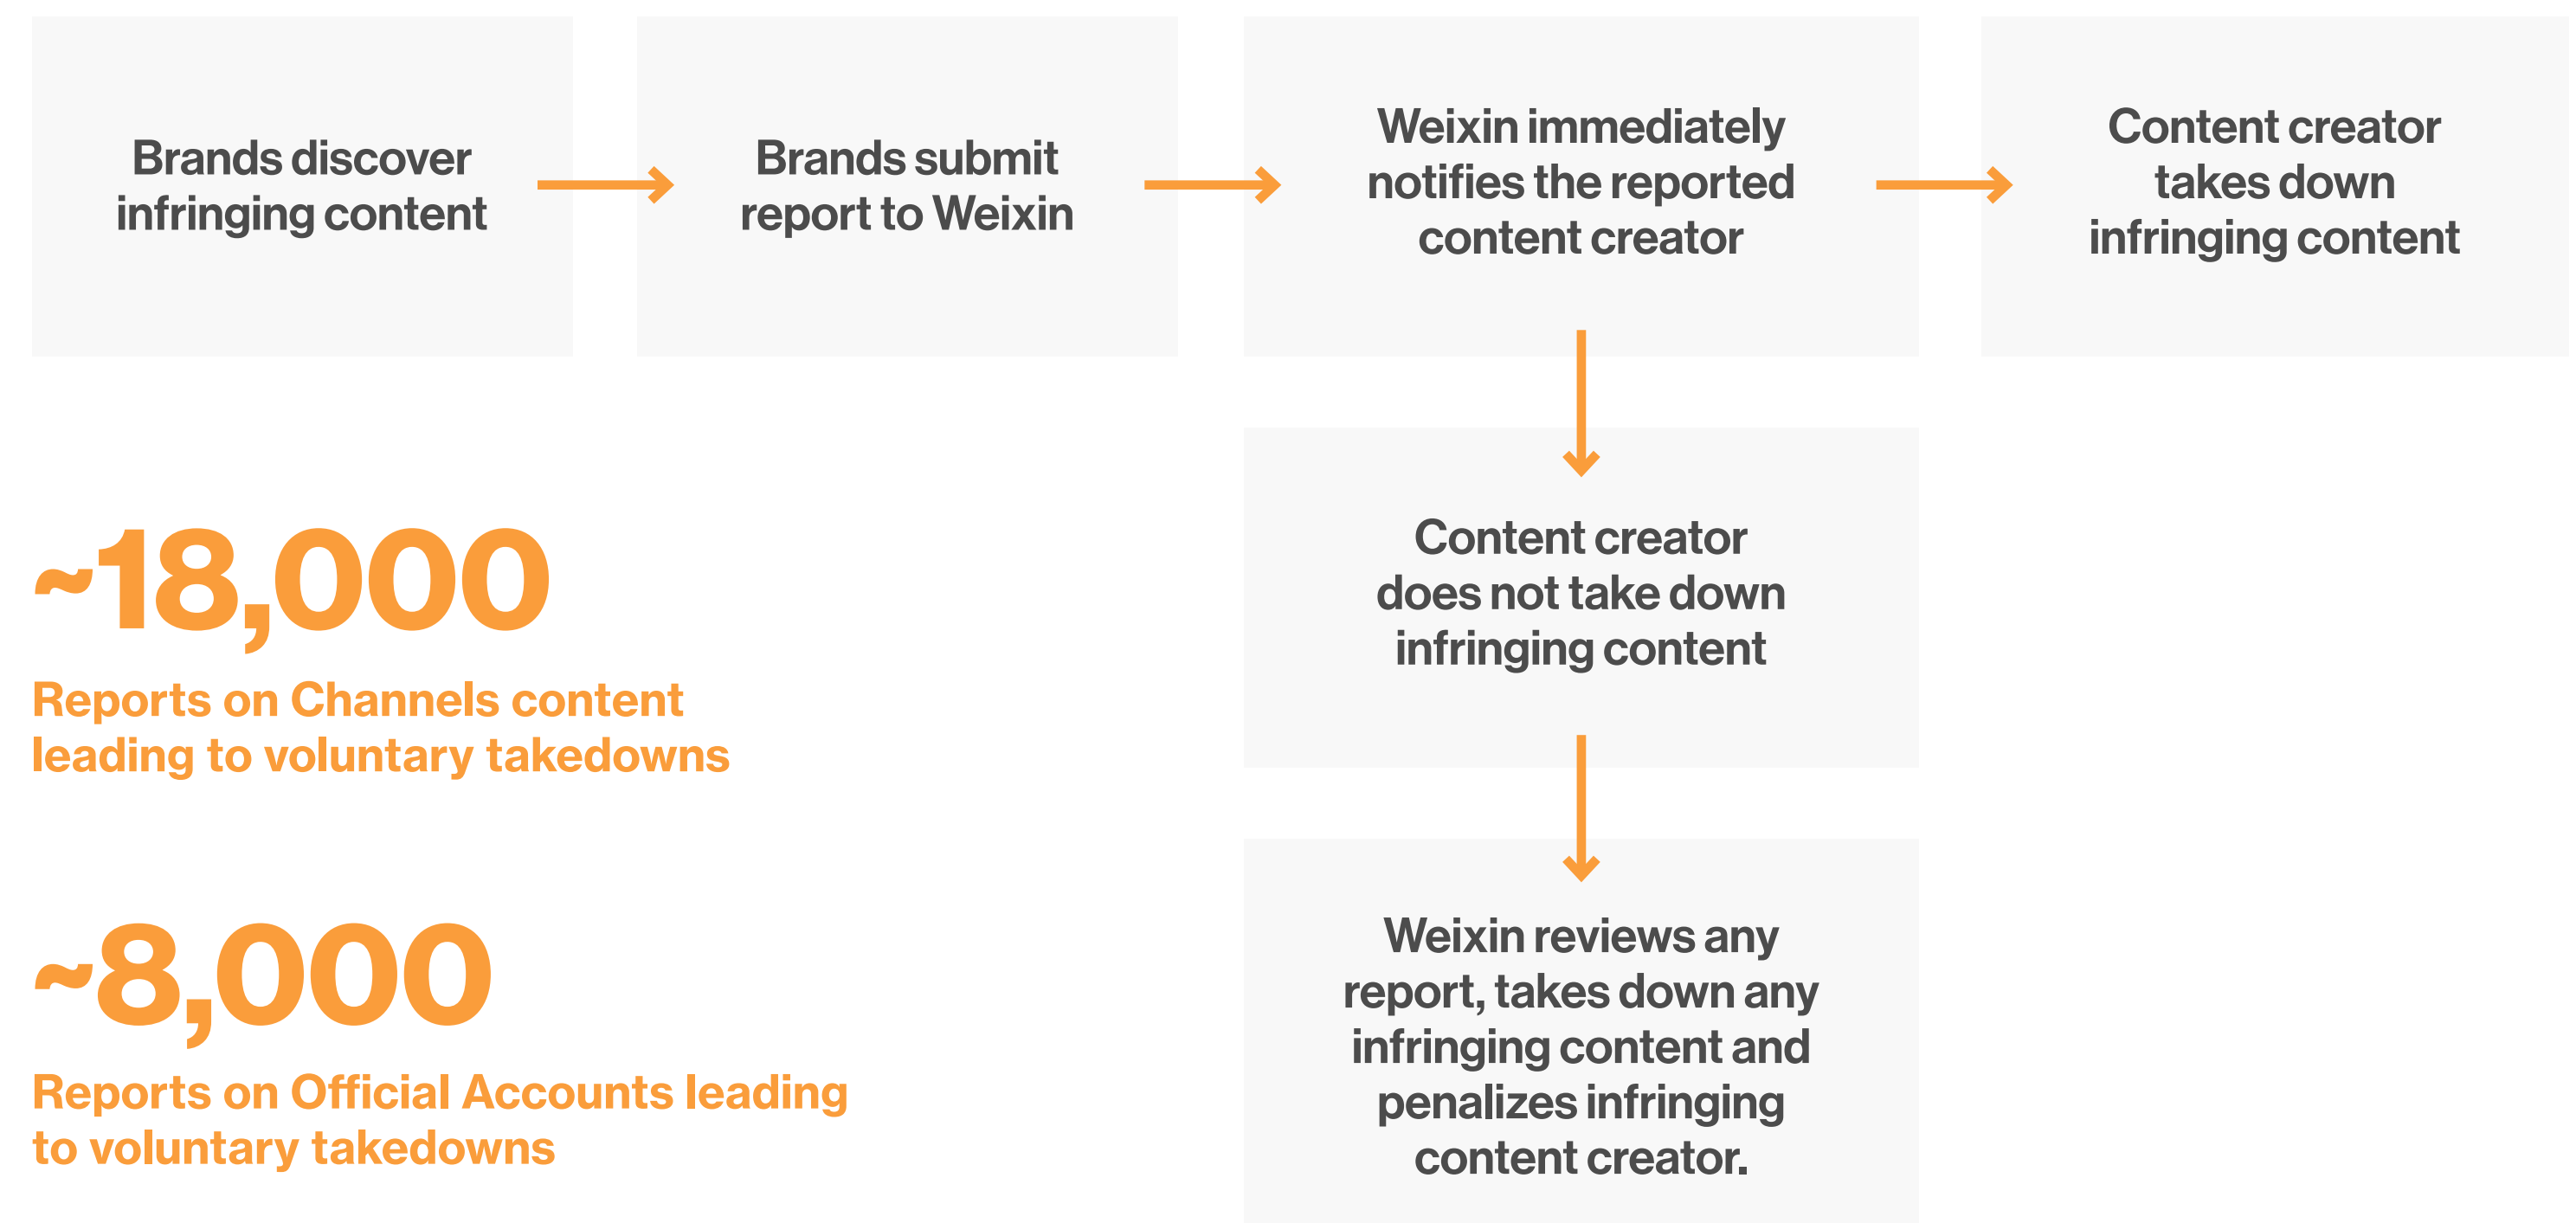 Brands discover
infringing content
Brands submit
report to Weixin
Weixin immediately
notifies the reported
content creator
Content creator
takes down
infringing content
Content creator
does not take down
infringing content
Weixin reviews any
report, takes down any
infringing content and
penalizes infringing
content creator.
~18,000
Reports on Channels content
leading to voluntary takedowns
~8,000
Reports on Official Accounts leading
to voluntary takedowns